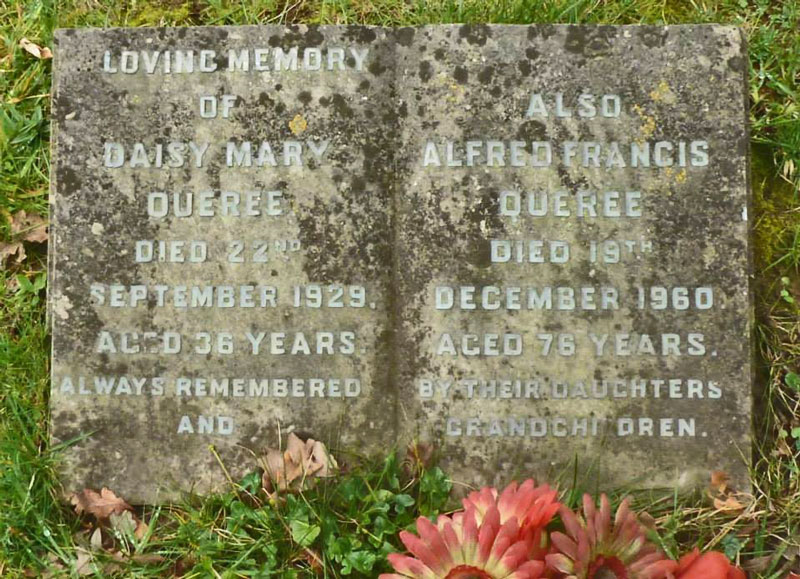 LOVING MEMORY
OF
DAISY MARY
QUEREE.
DIED 22ND
SEPTEMBER 1929.
AGED 36 YEARS.
ALWAYS REMEMBERED
AND
ALSO
ALFRED FRANCIS
QUEREE
DIED 19TH
DECEMBER 1960.
AGED 76 YEARS.
BY THEIR DAUGHTERS
GRANDCHILDREN.